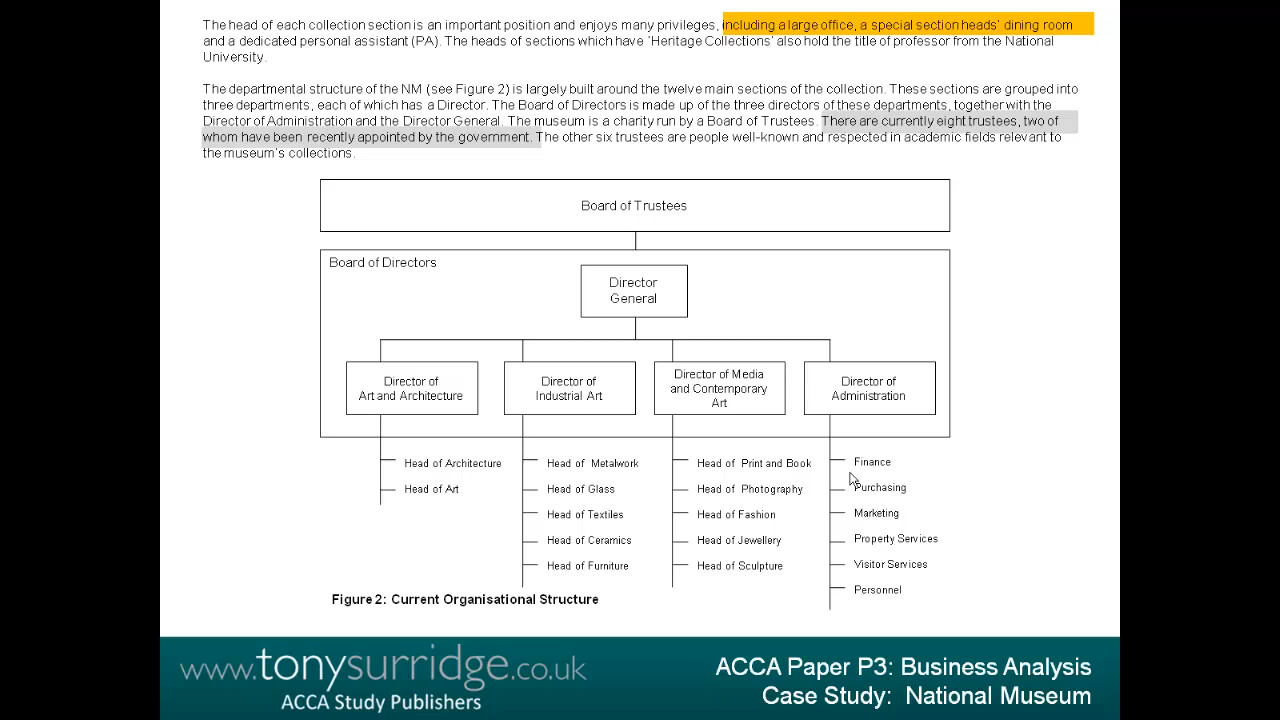 The head of each collection section is an important position and enjoys many privileges, including a large office, a special section heads' dining room
and a dedicated personal assistant (PA). The heads of sections which have 'Heritage Collections' also hold the title of professor from the National
University.
The departmental structure of the NM (see Figure 2) is largely built around the twelve main sections of the collection. These sections are grouped into
three departments, each of which has a Director. The Board of Directors is made up of the three directors of these departments, together with the
Director of Administration and the Director General. The museum is a charity run by a Board of Trustees. There are currently eight trustees, two of
whom have been recently appointed by the government. The other six trustees are people well-known and respected in academic fields relevant to
the museum's collections.
Board of Trustees
Board of Directors
Director
General
Director of
Art and Architecture
Director of
Industrial Art
Director of Media
and Contemporary
Art
Director of
Administration
Head of Architecture
Head of Art
Head of Metalwork
Head of Glass
Head of Textiles
Head of Ceramics
Head of Furniture
Head of Print and Book
Head of Photography
Head of Fashion
Head of Jewellery
Head of Sculpture
Finance
Purchasing
Marketing
Property Services
Visitor Services
Personnel
Figure 2: Current Organisational Structure
www.tonysurridge.co.uk
ACCA Study Publishers
ACCA Paper P3: Business Analysis
Case Study: National Museum